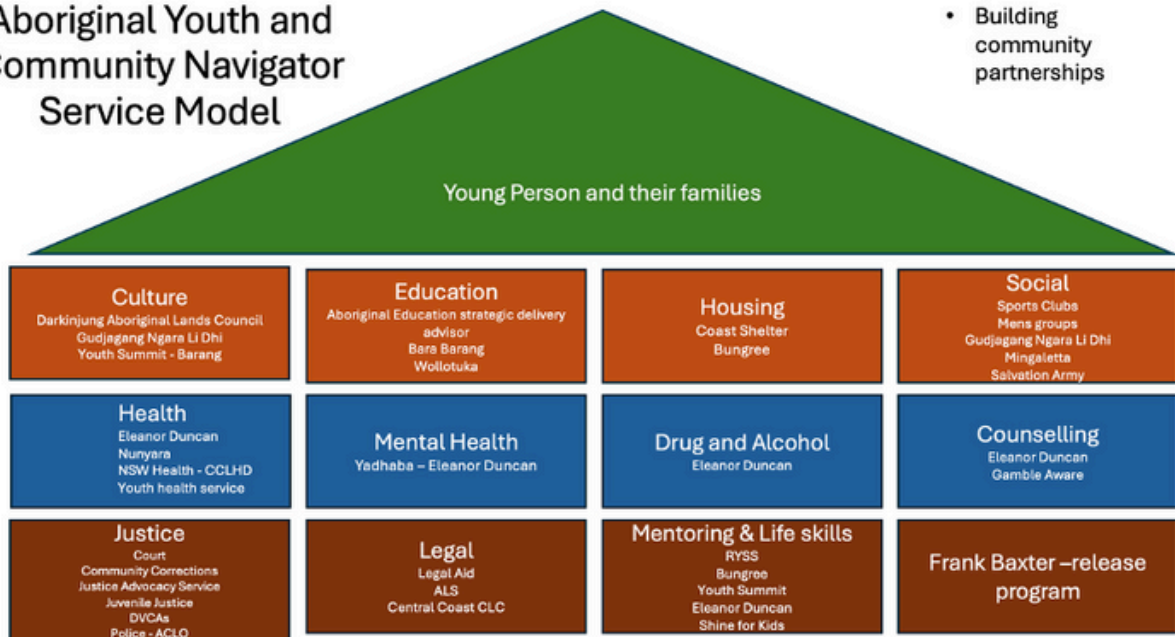 Aboriginal Youth and
Community Navigator
Service Model
• Building
community
partnerships
Young Person and their families
Culture
Darkinjung Aboriginal Lands Council
Gudjagang Ngara Li Dhi
Youth Summit - Barang
Education
Aboriginal Education strategic delivery
advisor
Bara Barang
Wollotuka
Housing
Coast Shelter
Bungree
Social
Sports Clubs
Mens groups
Gudjagang Ngara Li Dhi
Mingaletta
Salvation Army
Health
Eleanor Duncan
Nunyara
NSW Health - CCLHD
Youth health service
Mental Health
Yadhaba – Eleanor Duncan
Drug and Alcohol
Eleanor Duncan
Counselling
Eleanor Duncan
Gamble Aware
Justice
Court
Community Corrections
Justice Advocacy Service
Juvenile Justice
DVCAs
Police - ACLO
Legal
Legal Aid
ALS
Central Coast CLC
Mentoring & Life skills
RYSS
Bungree
Youth Summit
Eleanor Duncan
Shine for Kids
Frank Baxter –release
program